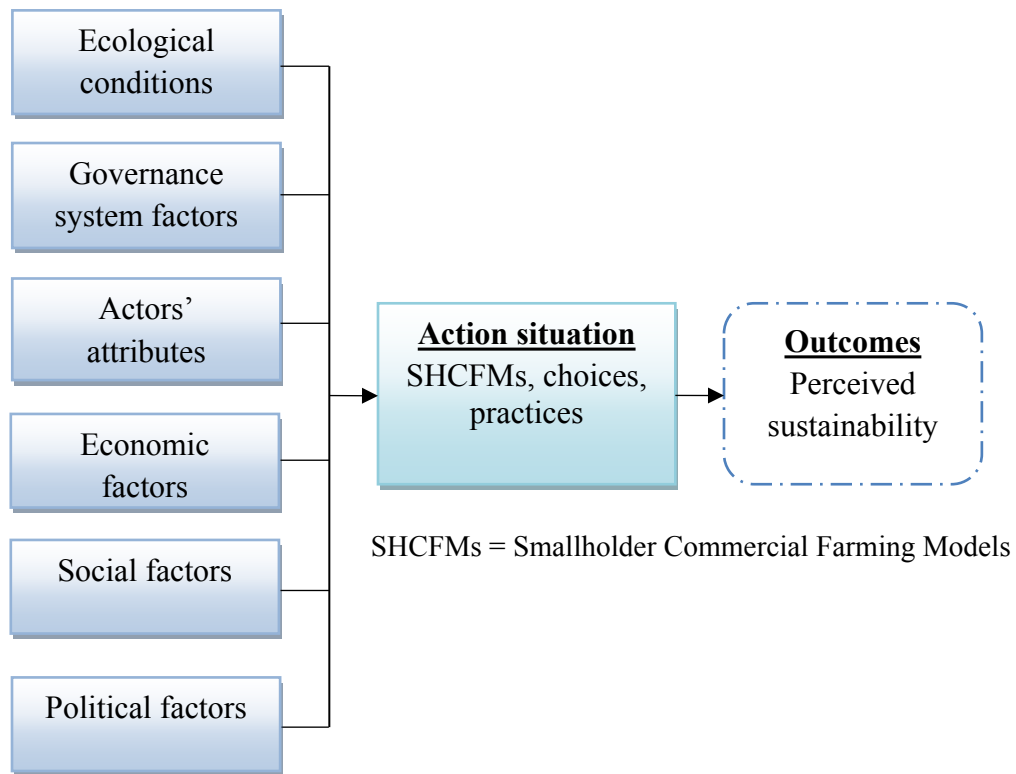 Ecological
conditions
Governance
system factors
Actors’
attributes
Economic
factors
Social factors
Political factors
Action situation
SHCFMs, choices,
practices
Outcomes
Perceived
sustainability
SHCFMs = Smallholder Commercial Farming Models